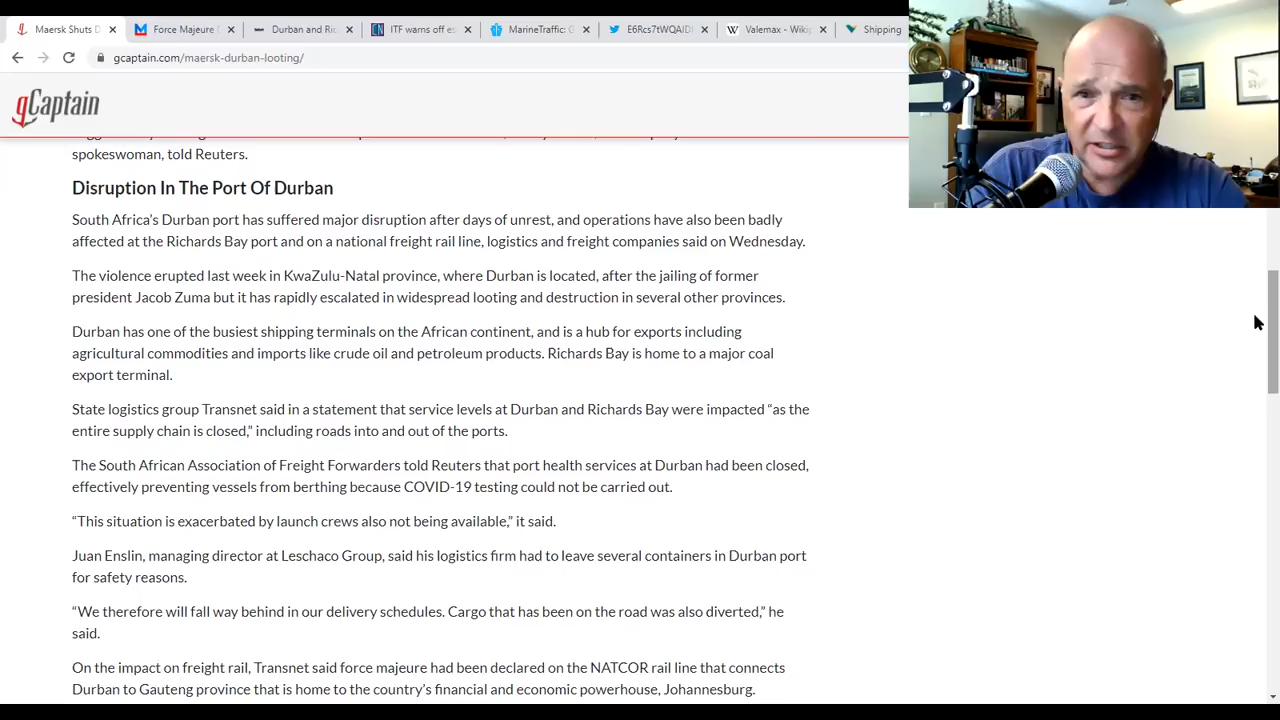 Maersk Shuts D
Force Majeure
Durban and Ric
ITF warns off es
MarineTraffic: G
E6Rcs7tWQAID
Valemax - Wikip
Shipping
gcaptain.com/maersk-durban-looting/
gCaptain
spokeswoman, told Reuters.
Disruption In The Port Of Durban
South Africa's Durban port has suffered major disruption after days of unrest, and operations have also been badly
affected at the Richards Bay port and on a national freight rail line, logistics and freight companies said on Wednesday.
The violence erupted last week in KwaZulu-Natal province, where Durban is located, after the jailing of former
president Jacob Zuma but it has rapidly escalated in widespread looting and destruction in several other provinces.
Durban has one of the busiest shipping terminals on the African continent, and is a hub for exports including
agricultural commodities and imports like crude oil and petroleum products. Richards Bay is home to a major coal
export terminal.
State logistics group Transnet said in a statement that service levels at Durban and Richards Bay were impacted “as the
entire supply chain is closed,” including roads into and out of the ports.
The South African Association of Freight Forwarders told Reuters that port health services at Durban had been closed,
effectively preventing vessels from berthing because COVID-19 testing could not be carried out.
“This situation is exacerbated by launch crews also not being available,” it said.
Juan Enslin, managing director at Leschaco Group, said his logistics firm had to leave several containers in Durban port
for safety reasons.
“We therefore will fall way behind in our delivery schedules. Cargo that has been on the road was also diverted,” he
said.
On the impact on freight rail, Transnet said force majeure had been declared on the NATCOR rail line that connects
Durban to Gauteng province that is home to the country's financial and economic powerhouse, Johannesburg.